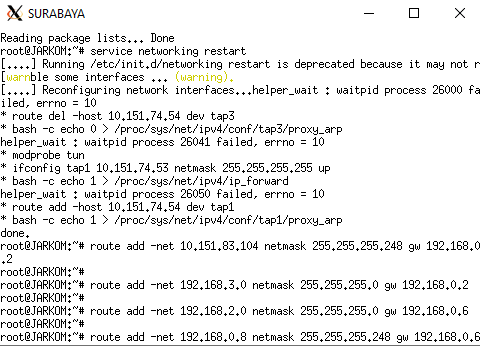 SURABAYA
Reading package lists... Done
root@JARKOM:~# service networking restart
[....] Running /etc/init.d/networking restart is deprecated because it may not r
[warnble some interfaces ... (warning).
[....] Reconfiguring network interfaces...helper_wait : waitpid process 26000 fa
iled, errno = 10
* route del -host 10.151.74.54 dev tap3
* bash -c echo 0 > /proc/sys/net/ipv4/conf/tap3/proxy_arp
helper_wait : waitpid process 26041 failed, errno = 10
* modprobe tun
* ifconfig tap1 10.151.74.53 netmask 255.255.255.255 up
* bash -c echo 1 > /proc/sys/net/ipv4/ip_forward
helper_wait : waitpid process 26050 failed, errno = 10
* route add -host 10.151.74.54 dev tap1
* bash -c echo 1 > /proc/sys/net/ipv4/conf/tap1/proxy_arp
done.
root@JARKOM:~# route add -net 10.151.83.104 netmask 255.255.255.248 gw 192.168.0
.2
root@JARKOM:~#
root@JARKOM:~# route add -net 192.168.3.0 netmask 255.255.255.0 gw 192.168.0.2
root@JARKOM:~#
root@JARKOM:~# route add -net 192.168.2.0 netmask 255.255.255.0 gw 192.168.0.6
root@JARKOM:~#
root@JARKOM:~# route add -net 192.168.0.8 netmask 255.255.255.248 gw 192.168.0.6